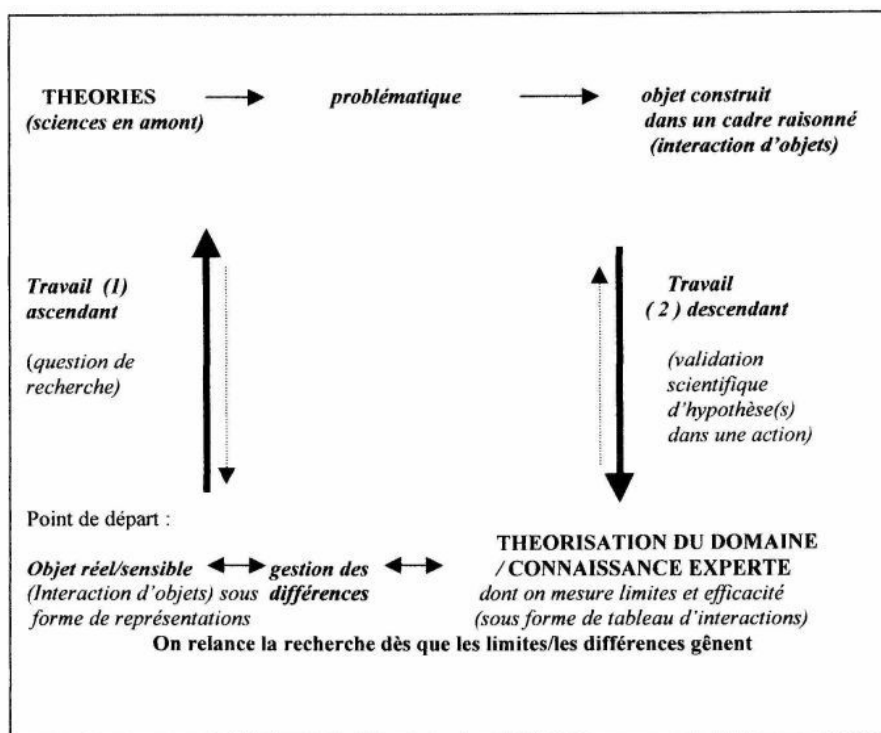 THEORIES
(sciences en amont)
problématique
objet construit
dans un cadre raisonné
(interaction d'objets)
Travail (1)
ascendant
(question de
recherche)
Travail
( 2 ) descendant
(validation
scientifique
d'hypothèse(s)
dans une action)
Point de départ :
Objet réel/sensible
(Interaction d'objets) sous
forme de représentations
gestion des
différences
THEORISATION DU DOMAINE
/ CONNAISSANCE EXPERTE
dont on mesure limites et efficacité
(sous forme de tableau d'interactions)
On relance la recherche dès que les limites/les différences gênent